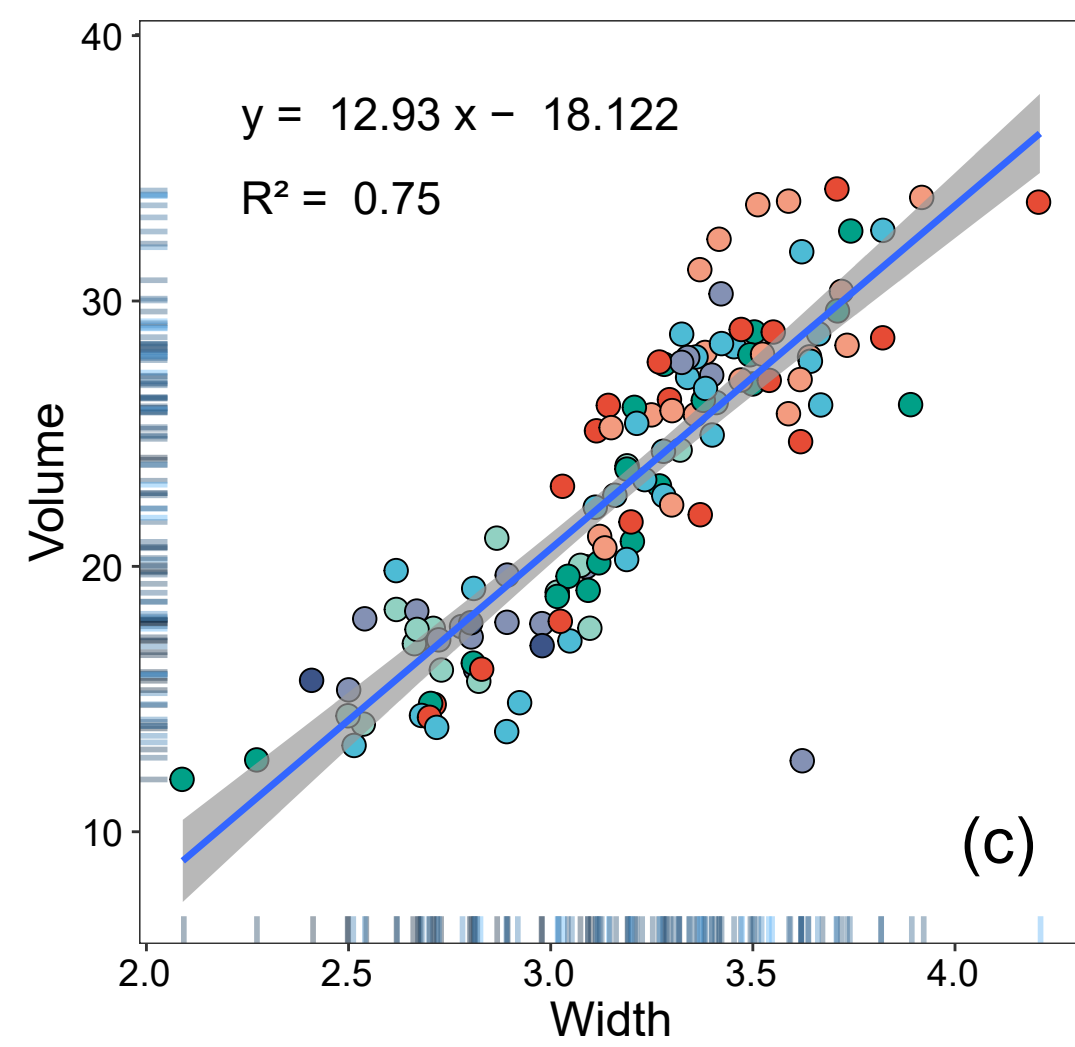 40
y = 12.93 x − 18.122
R² = 0.75
30
Volume
20
10
(c)
2.0 2.5 3.0 3.5 4.0
Width